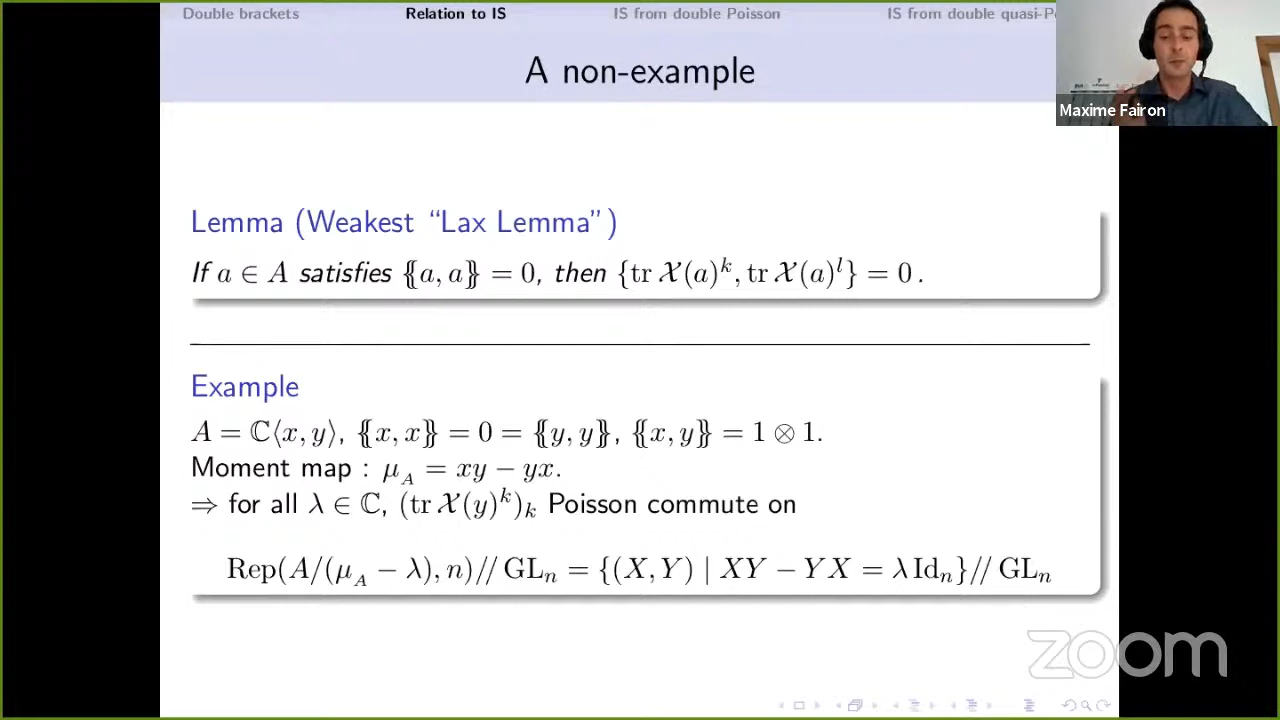 Double brackets Relation to IS IS from double Poisson IS from double quasi-P
A non-example
Maxime Fairon
Lemma (Weakest “Lax Lemma”)
If a ∈ A satisfies {{a, a}} = 0, then {tr 𝒳(a)^k, tr 𝒳(a)^l} = 0 .
Example
A = ℂ⟨x, y⟩, {{x, x}} = 0 = {{y, y}}, {{x, y}} = 1 ⊗ 1.
Moment map : μ_A = xy − yx.
⇒ for all λ ∈ ℂ, (tr 𝒳(y)^k)_k Poisson commute on
Rep(A/(μ_A − λ), n)// GL_n = {(X, Y) | XY − YX = λ Id_n}// GL_n
zoom